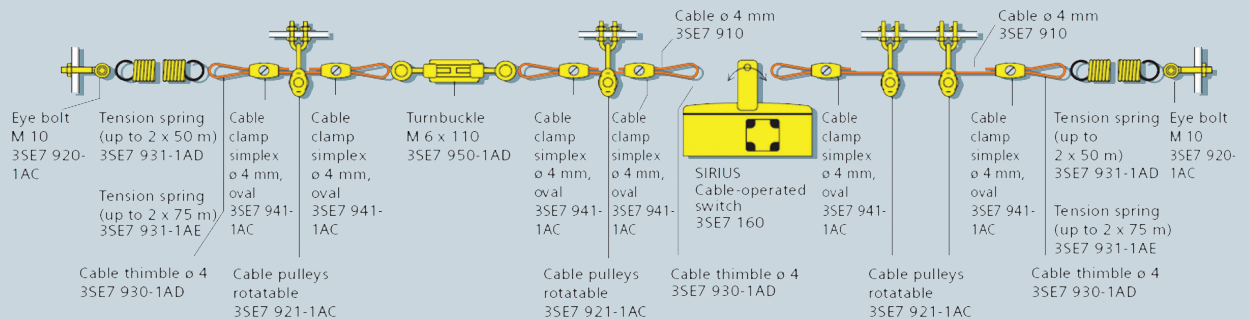 Cable ø 4 mm
3SE7 910
Cable ø 4 mm
3SE7 910
Eye bolt
M 10
3SE7 920-
1AC
Tension spring
(up to 2 x 50 m)
3SE7 931-1AD
Tension spring
(up to 2 x 75 m)
3SE7 931-1AE
Cable
clamp
simplex
ø 4 mm,
oval
3SE7 941-
1AC
Cable
clamp
simplex
ø 4 mm,
oval
3SE7 941-
1AC
Turnbuckle
M 6 x 110
3SE7 950-1AD
Cable
clamp
simplex
ø 4 mm,
oval
3SE7 941-
1AC
Cable
clamp
simplex
ø 4 mm,
oval
3SE7 941-
1AC
SIRIUS
Cable-operated
switch
3SE7 160
Cable
clamp
simplex
ø 4 mm,
oval
3SE7 941-
1AC
Cable
clamp
simplex
ø 4 mm,
oval
3SE7 941-
1AC
Tension spring
(up to
2 x 50 m)
3SE7 931-1AD
Tension spring
(up to 2 x 75 m)
3SE7 931-1AE
Eye bolt
M 10
3SE7 920-
1AC
Cable thimble ø 4
3SE7 930-1AD
Cable pulleys
rotatable
3SE7 921-1AC
Cable pulleys
rotatable
3SE7 921-1AC
Cable thimble ø 4
3SE7 930-1AD
Cable pulleys
rotatable
3SE7 921-1AC
Cable thimble ø 4
3SE7 930-1AD